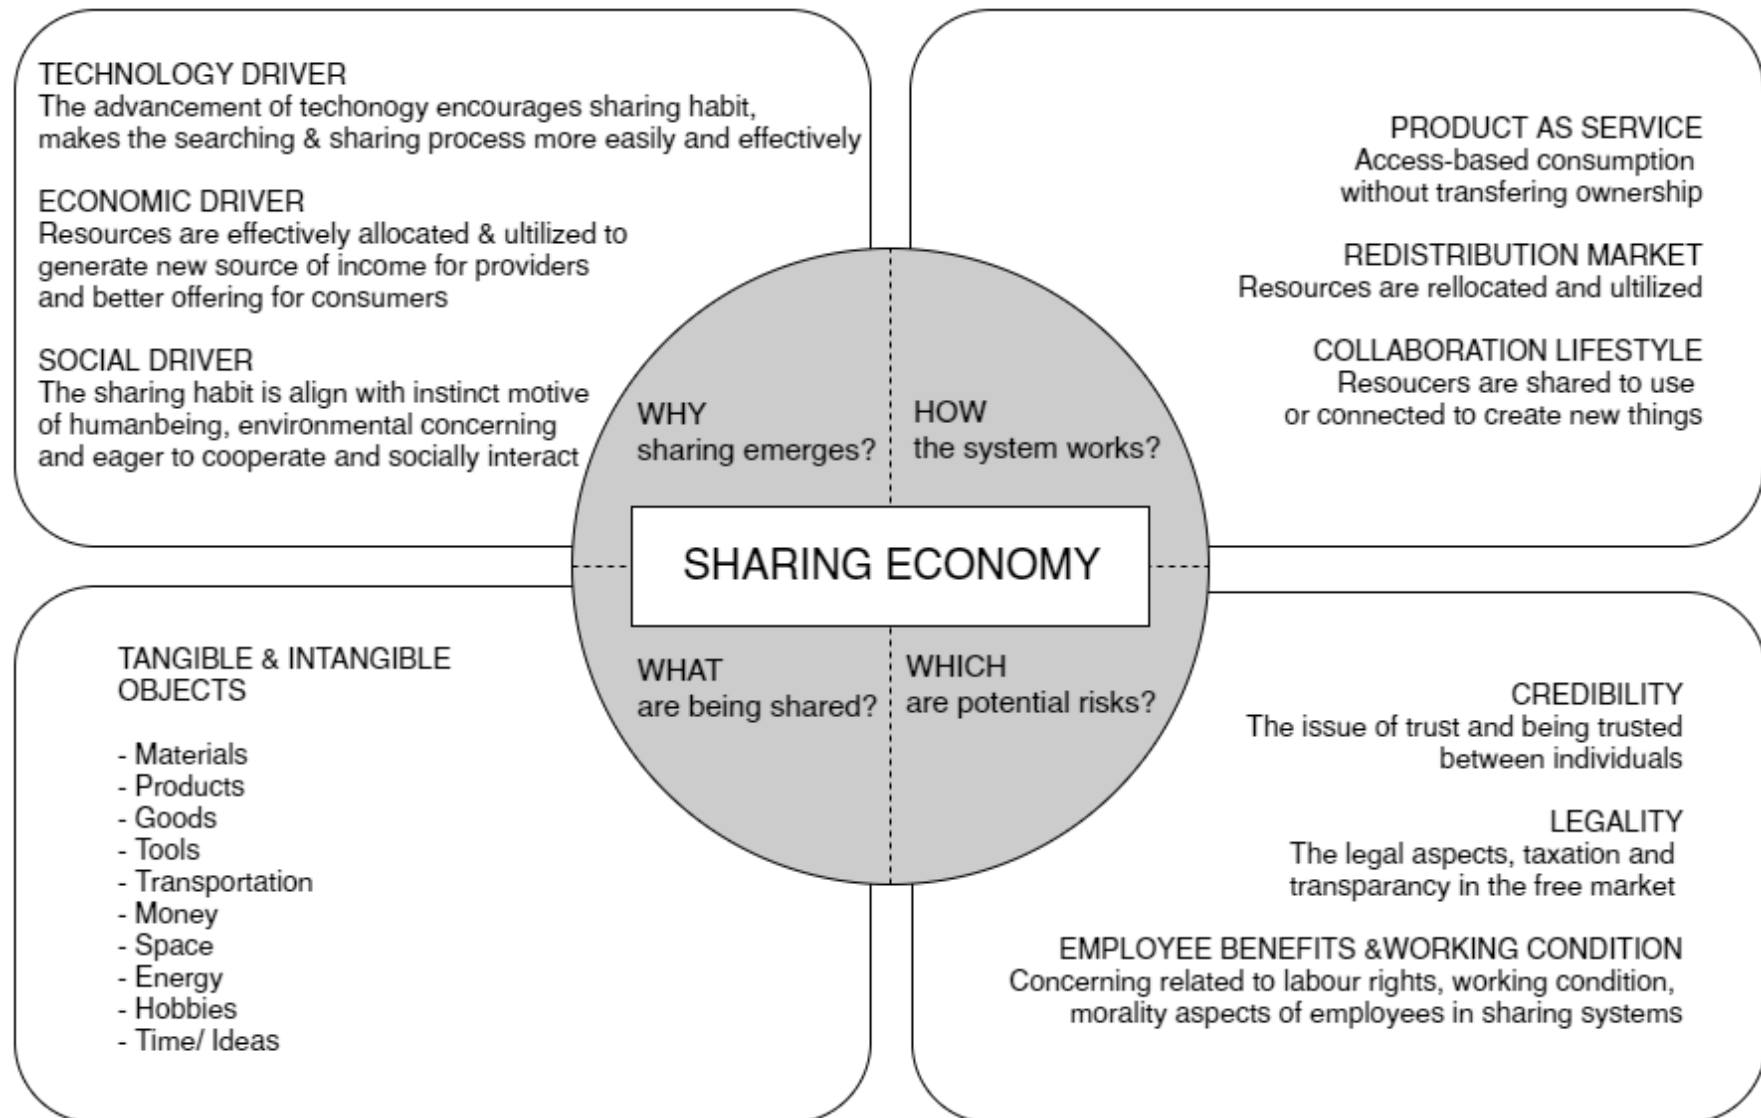 TECHNOLOGY DRIVER
The advancement of techonogy encourages sharing habit,
makes the searching & sharing process more easily and effectively
ECONOMIC DRIVER
Resources are effectively allocated & ultilized to
generate new source of income for providers
and better offering for consumers
SOCIAL DRIVER
The sharing habit is align with instinct motive
of humanbeing, environmental concerning
and eager to cooperate and socially interact
PRODUCT AS SERVICE
Access-based consumption
without transfering ownership
REDISTRIBUTION MARKET
Resources are rellocated and ultilized
COLLABORATION LIFESTYLE
Resoucers are shared to use
or connected to create new things
WHY
sharing emerges?
HOW
the system works?
SHARING ECONOMY
WHAT
are being shared?
WHICH
are potential risks?
TANGIBLE & INTANGIBLE
OBJECTS
- Materials
- Products
- Goods
- Tools
- Transportation
- Money
- Space
- Energy
- Hobbies
- Time/ Ideas
CREDIBILITY
The issue of trust and being trusted
between individuals
LEGALITY
The legal aspects, taxation and
transparancy in the free market
EMPLOYEE BENEFITS &WORKING CONDITION
Concerning related to labour rights, working condition,
morality aspects of employees in sharing systems